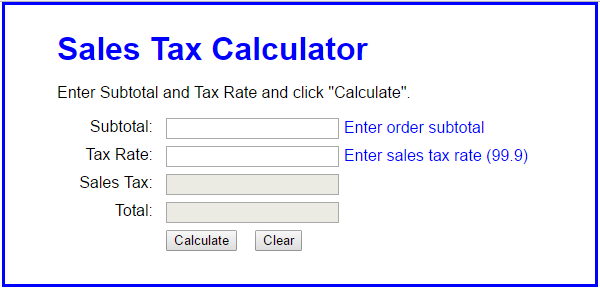 Sales Tax Calculator
Enter Subtotal and Tax Rate and click "Calculate".
Subtotal: Enter order subtotal
Tax Rate: Enter sales tax rate (99.9)
Sales Tax:
Total:
Calculate Clear